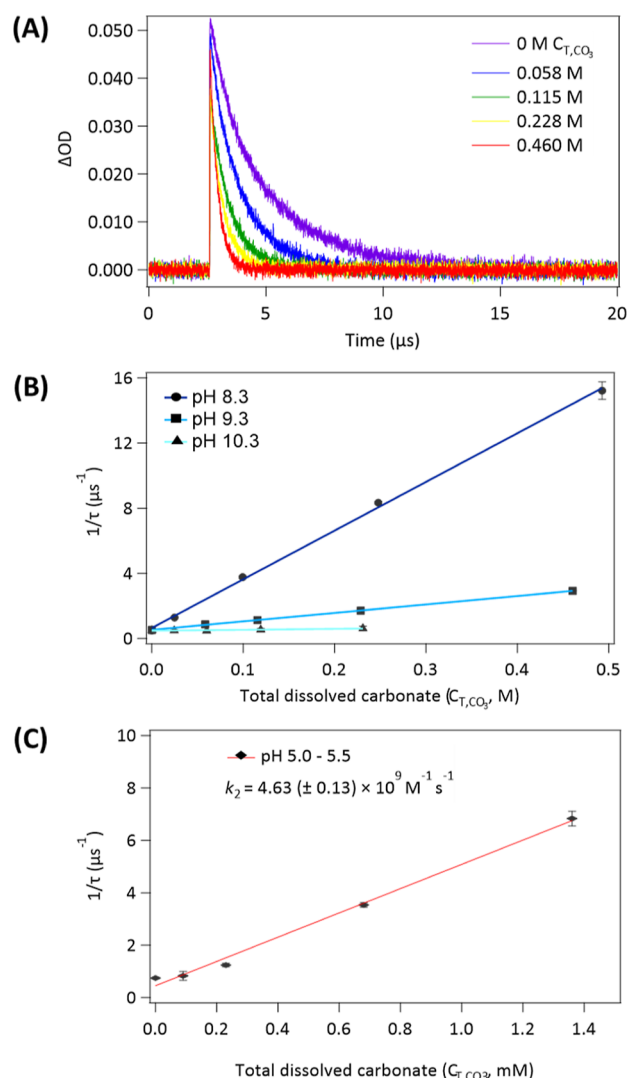 (A)
0.050
0.040
0.030
0.020
0.010
0.000
ΔOD
0 M C_T,CO₃
0.058 M
0.115 M
0.228 M
0.460 M
0 5 10 15 20
Time (μs)
(B)
16
12
8
4
0
1/τ (μs⁻¹)
pH 8.3
pH 9.3
pH 10.3
0.0 0.1 0.2 0.3 0.4 0.5
Total dissolved carbonate (C_T,CO₃, M)
(C)
10
8
6
4
2
0
1/τ (μs⁻¹)
pH 5.0 - 5.5
k₂ = 4.63 (± 0.13) × 10⁹ M⁻¹ s⁻¹
0.0 0.2 0.4 0.6 0.8 1.0 1.2 1.4
Total dissolved carbonate (C_T,CO3, mM)